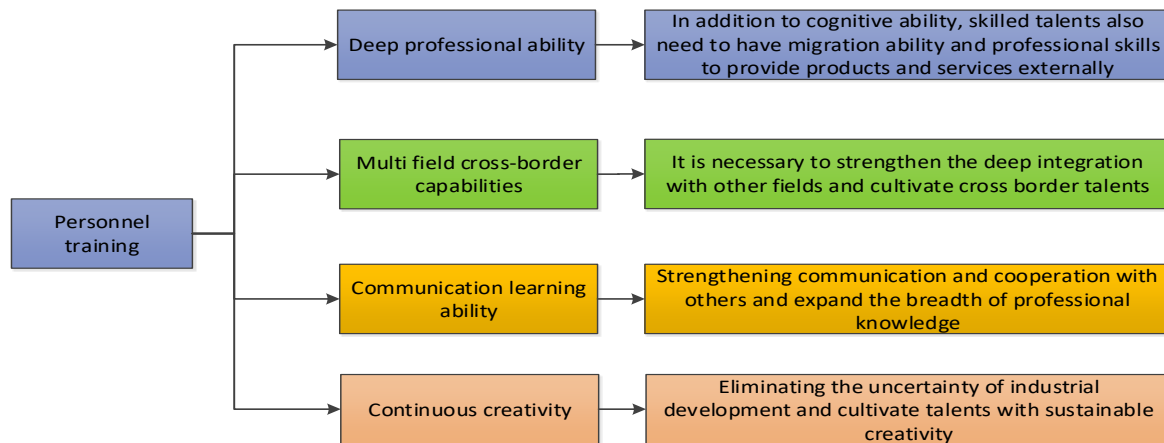 Deep professional ability
In addition to cognitive ability, skilled talents also
need to have migration ability and professional skills
to provide products and services externally
Multi field cross-border
capabilities
It is necessary to strengthen the deep integration
with other fields and cultivate cross border talents
Personnel
training
Communication learning
ability
Strengthening communication and cooperation with
others and expand the breadth of professional
knowledge
Continuous creativity
Eliminating the uncertainty of industrial
development and cultivate talents with sustainable
creativity